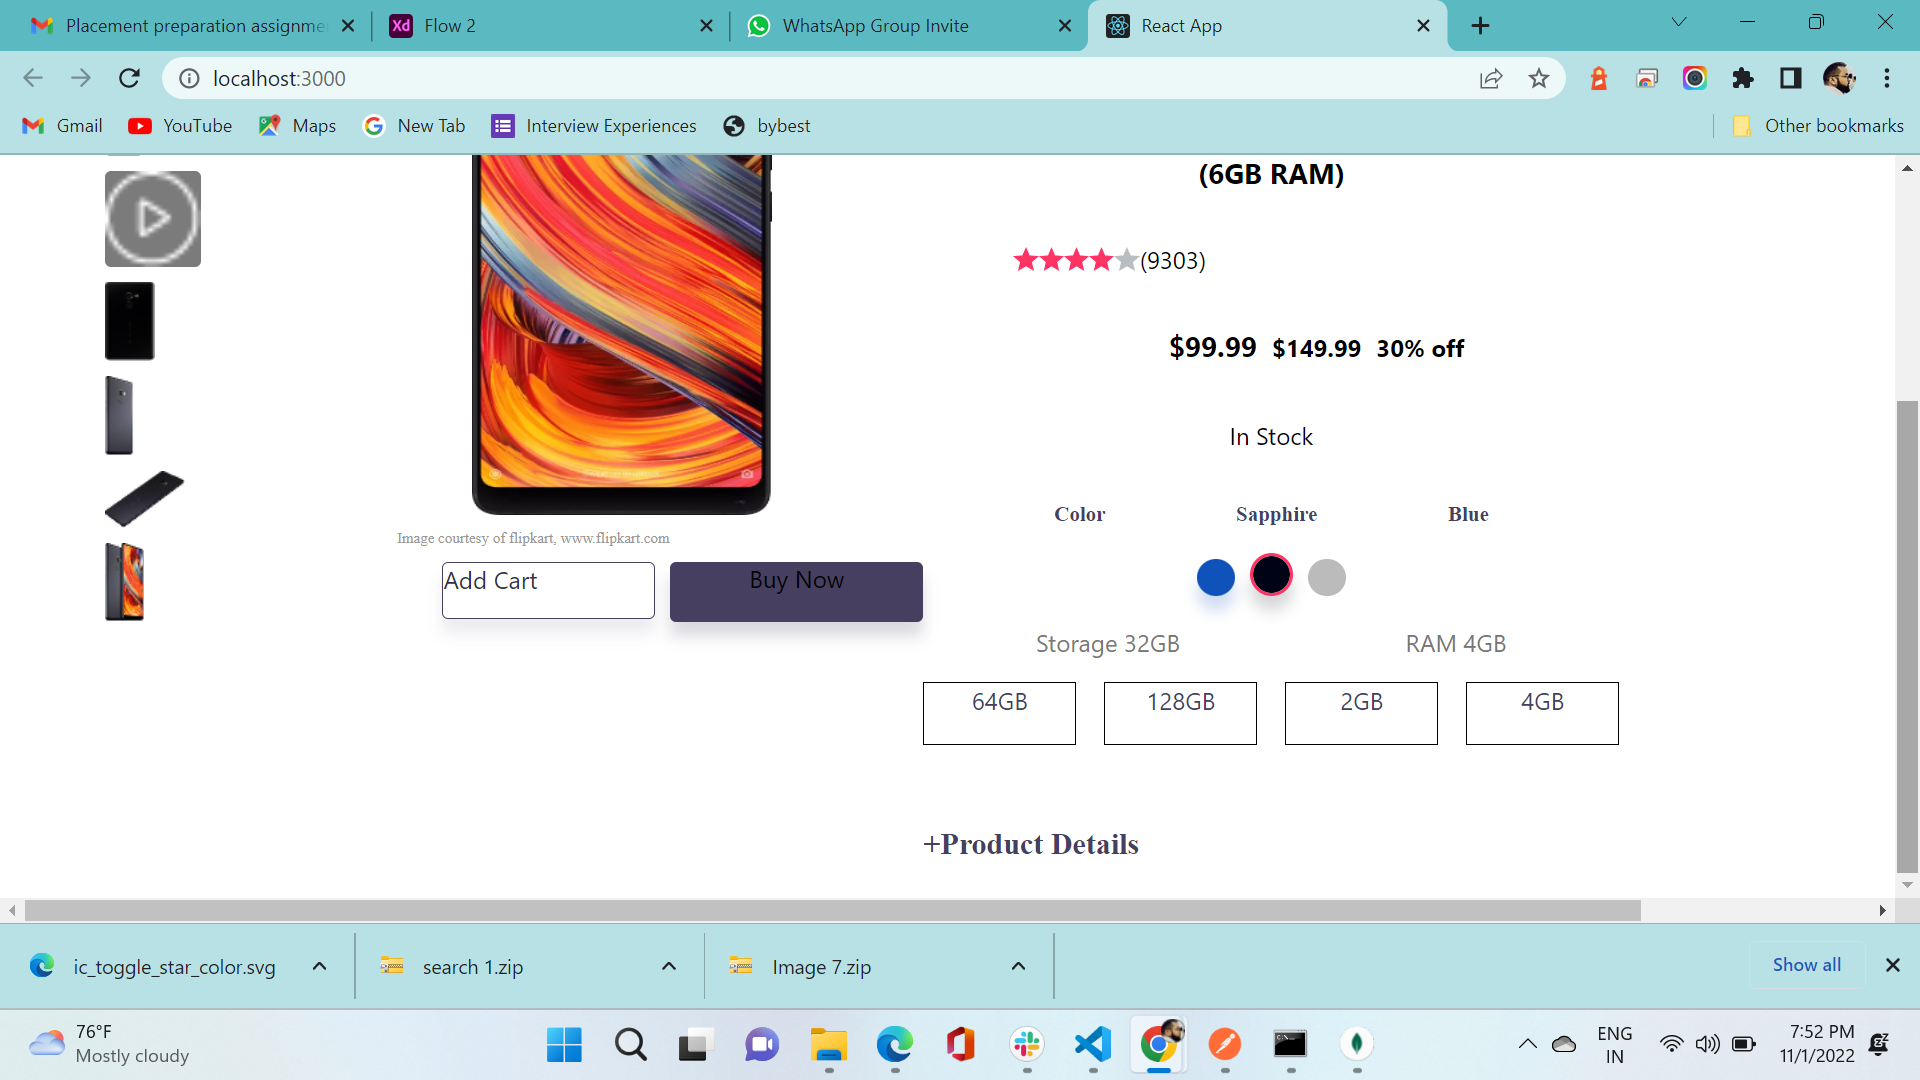 Placement preparation assignme
Flow 2
WhatsApp Group Invite
React App
localhost:3000
Gmail
YouTube
Maps
New Tab
Interview Experiences
bybest
Other bookmarks
(6GB RAM)
(9303)
$99.99 $149.99 30% off
In Stock
Color Sapphire Blue
Image courtesy of flipkart, www.flipkart.com
Add Cart
Buy Now
Storage 32GB
RAM 4GB
64GB
128GB
2GB
4GB
+Product Details
ic_toggle_star_color.svg
search 1.zip
Image 7.zip
Show all
76°F
Mostly cloudy
ENG
IN
7:52 PM
11/1/2022